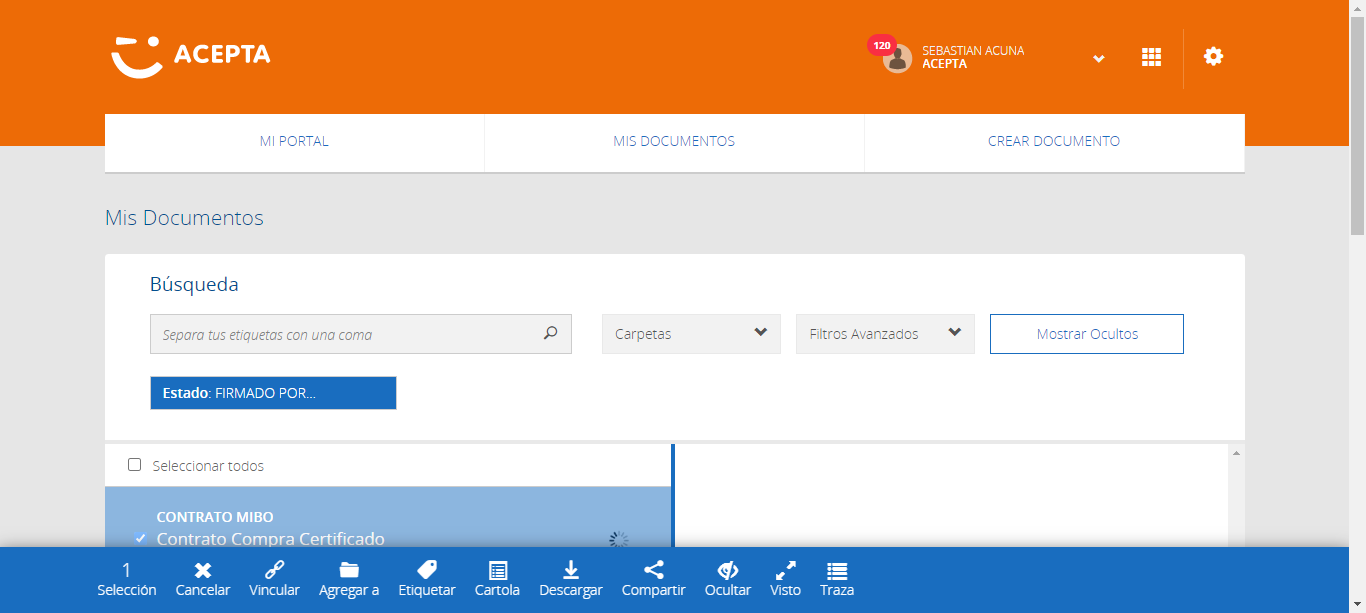 ACEPTA
120
SEBASTIAN ACUNA
ACEPTA
MI PORTAL
MIS DOCUMENTOS
CREAR DOCUMENTO
Mis Documentos
Búsqueda
Separa tus etiquetas con una coma
Carpetas
Filtros Avanzados
Mostrar Ocultos
Estado: FIRMADO POR...
Seleccionar todos
CONTRATO MIBO
Contrato Compra Certificado
1
Selección
Cancelar
Vincular
Agregar a
Etiquetar
Cartola
Descargar
Compartir
Ocultar
Visto
Traza